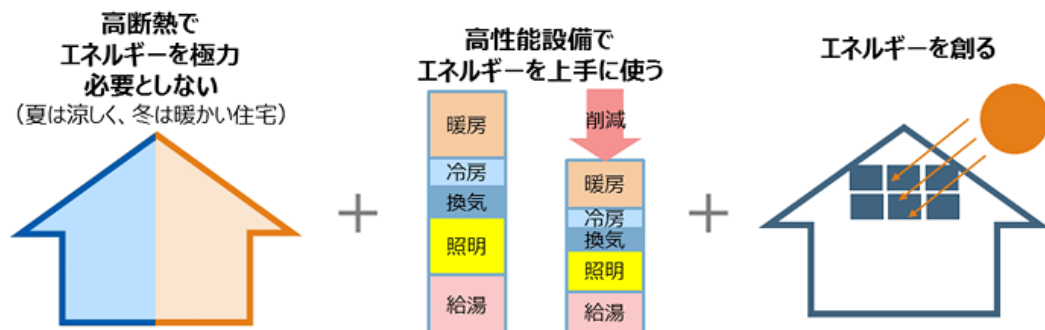 高断熱で
エネルギーを極力
必要としない
(夏は涼しく、冬は暖かい住宅)
高性能設備で
エネルギーを上手に使う
暖房
冷房
換気
照明
給湯
削減
暖房
冷房
換気
照明
給湯
エネルギーを創る